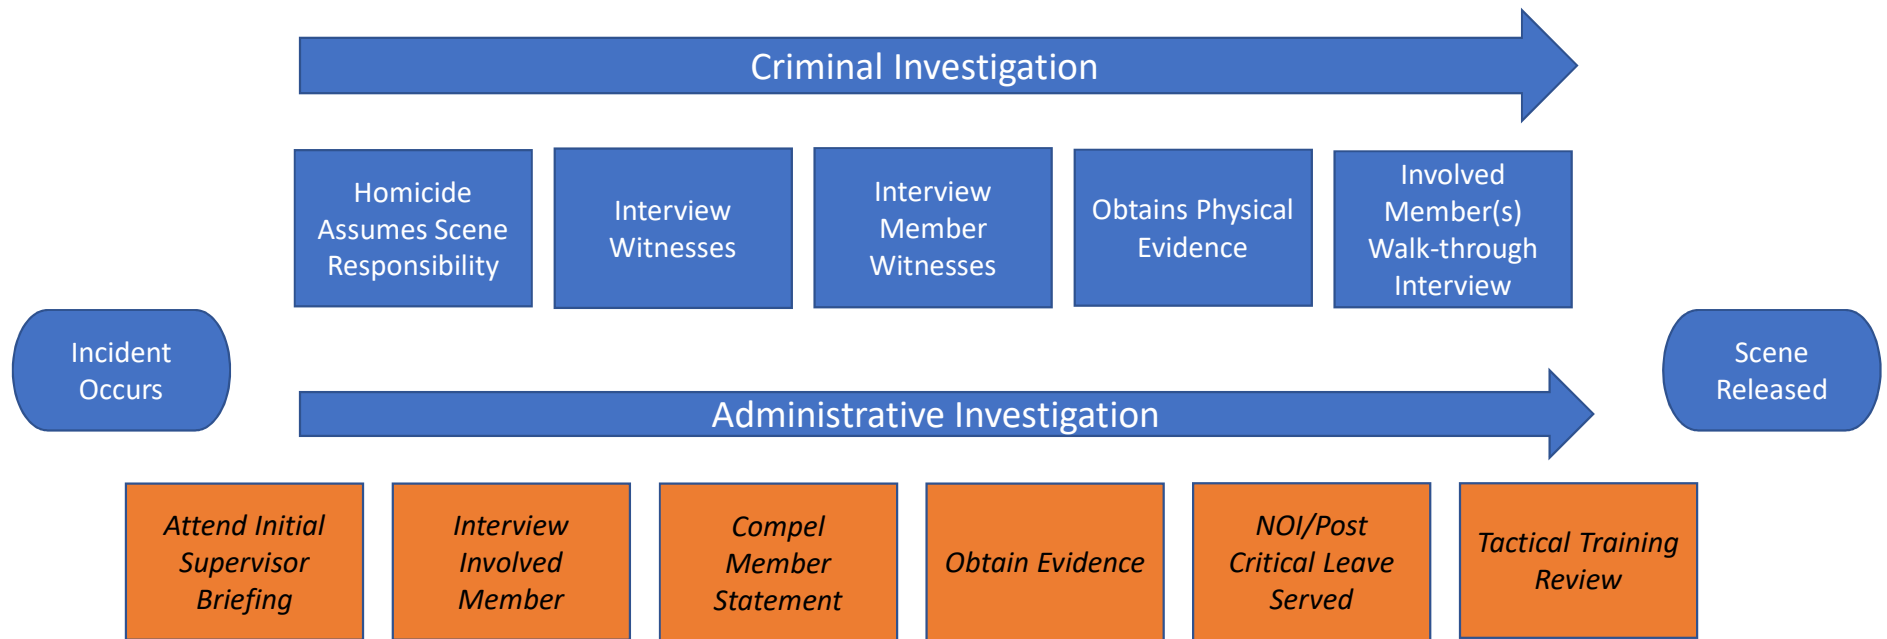 Criminal Investigation
Homicide
Assumes Scene
Responsibility
Interview
Witnesses
Interview
Member
Witnesses
Obtains Physical
Evidence
Involved
Member(s)
Walk-through
Interview
Incident
Occurs
Scene
Released
Administrative Investigation
Attend Initial
Supervisor
Briefing
Interview
Involved
Member
Compel
Member
Statement
Obtain Evidence
NOI/Post
Critical Leave
Served
Tactical Training
Review